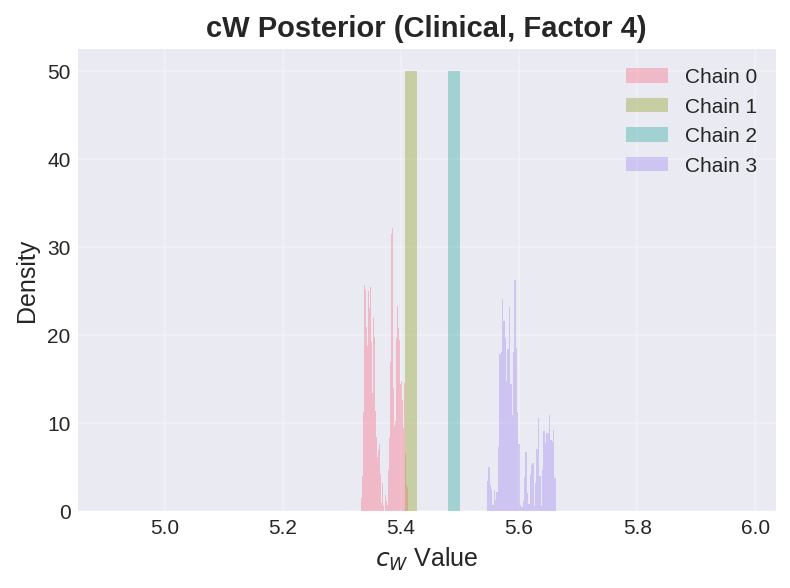 cW Posterior (Clinical, Factor 4)
Chain 0
Chain 1
Chain 2
Chain 3
Density
50
40
30
20
10
0
5.0 5.2 5.4 5.6 5.8 6.0
c_W Value